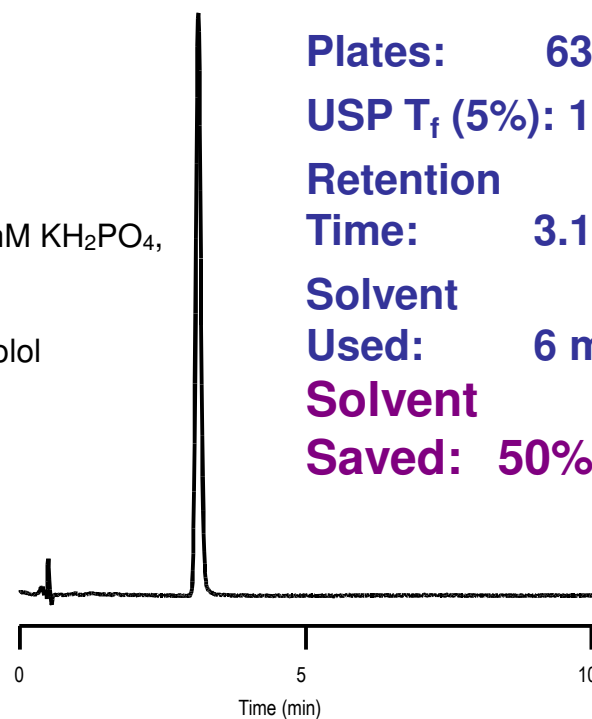 Plates: 63
USP Tf (5%): 1
Retention
Time: 3.1
M KH₂PO₄,
Solvent
Used: 6 m
olol
Solvent
Saved: 50%
0 5 10
Time (min)